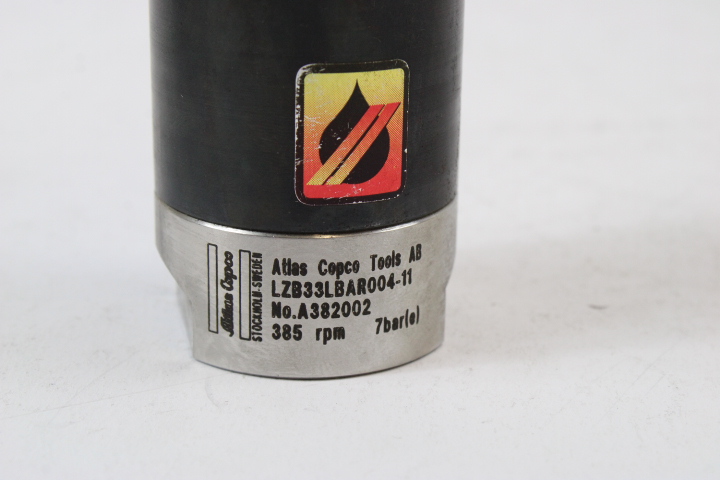 Atlas Copco
STOCKHOLM-SWEDEN
Atlas Copco Tools AB
LZB33LBAR004-11
No.A382002
385 rpm 7bar(e)